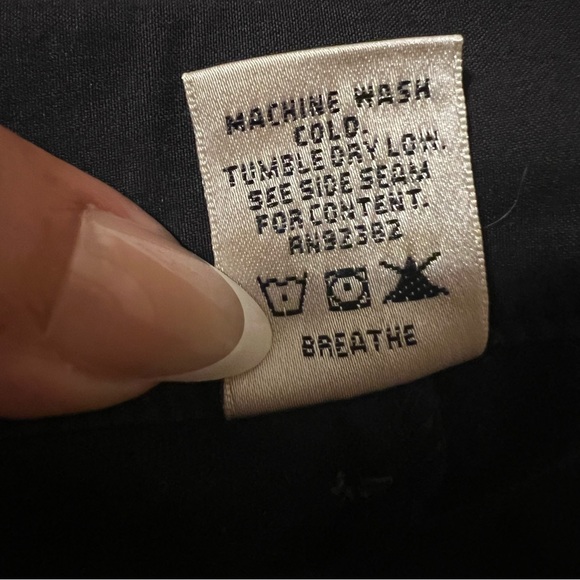 MACHINE WASH
COLD.
TUMBLE DRY LOW.
SEE SIDE SEAM
FOR CONTENT.
RN92382
BREATHE